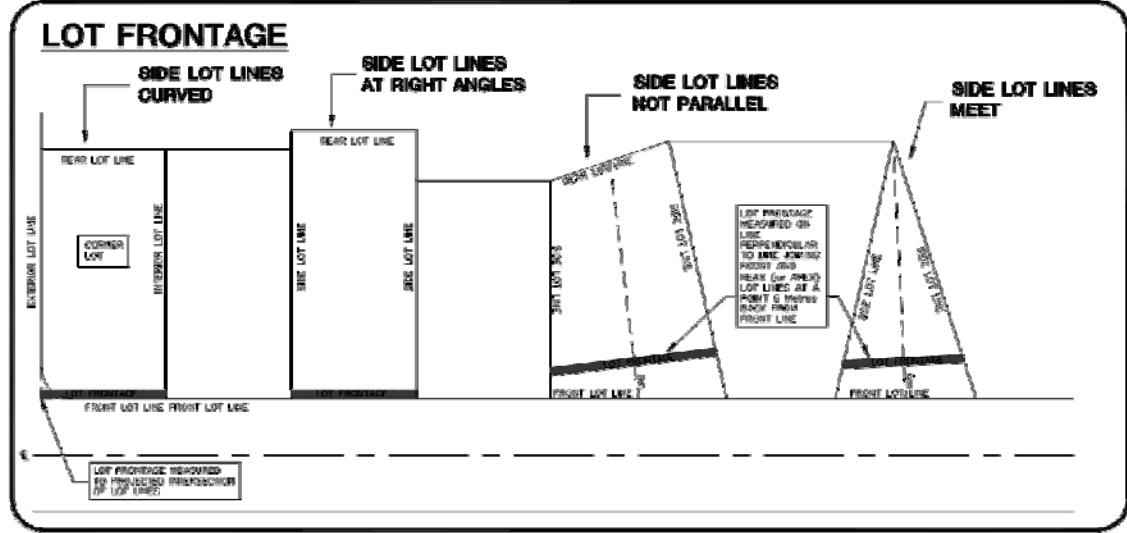 LOT FRONTAGE
SIDE LOT LINES
CURVED
SIDE LOT LINES
AT RIGHT ANGLES
SIDE LOT LINES
NOT PARALLEL
SIDE LOT LINES
MEET
REAR LOT LINE
REAR LOT LINE
REAR LOT LINE
EXTERIOR LOT LINE
CORNER
LOT
INTERIOR LOT LINE
SIDE LOT LINE
SIDE LOT LINE
SIDE LOT LINE
SIDE LOT LINE
LOT FRONTAGE
MEASURED ON
LINE
PERPENDICULAR
TO LINE JOINING
FRONT AND
REAR (or APEX)
LOT LINES AT A
POINT 6 Metres
BACK FROM
FRONT LINE
SIDE LOT LINE
SIDE LOT LINE
LOT FRONTAGE
LOT FRONTAGE
LOT FRONTAGE
LOT FRONTAGE
FRONT LOT LINE
FRONT LOT LINE
FRONT LOT LINE FRONT LOT LINE
LOT FRONTAGE MEASURED
TO PROJECTED INTERSECTION
OF LOT LINES